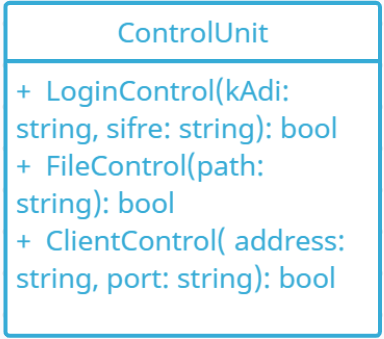 ControlUnit
+ LoginControl(kAdi:
string, sifre: string): bool
+ FileControl(path:
string): bool
+ ClientControl( address:
string, port: string): bool